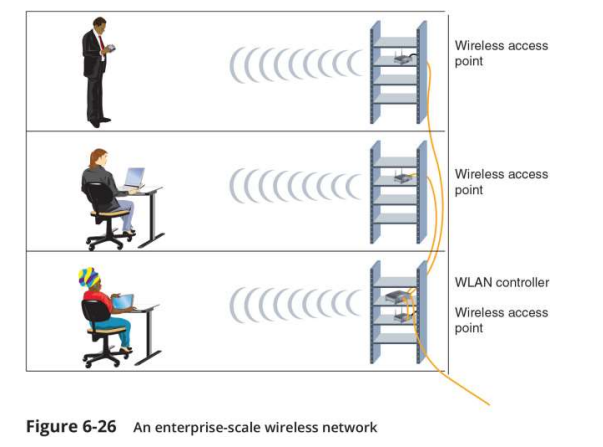 Wireless access
point
Wireless access
point
WLAN controller
Wireless access
point
Figure 6-26 An enterprise-scale wireless network